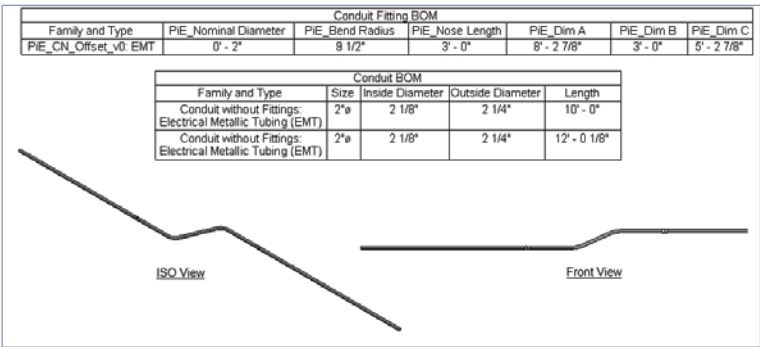 Conduit Fitting BOM
Family and Type PiE_Nominal Diameter PiE_Bend Radius PiE_Nose Length PiE_Dim A PiE_Dim B PiE_Dim C
PiE_CN_Offset_v0: EMT 0' - 2" 9 1/2" 3' - 0" 8' - 2 7/8" 3' - 0" 5' - 2 7/8"
Conduit BOM
Family and Type Size Inside Diameter Outside Diameter Length
Conduit without Fittings: 2"ø 2 1/8" 2 1/4" 10' - 0"
Electrical Metallic Tubing (EMT)
Conduit without Fittings: 2"ø 2 1/8" 2 1/4" 12' - 0 1/8"
Electrical Metallic Tubing (EMT)
ISO View
Front View